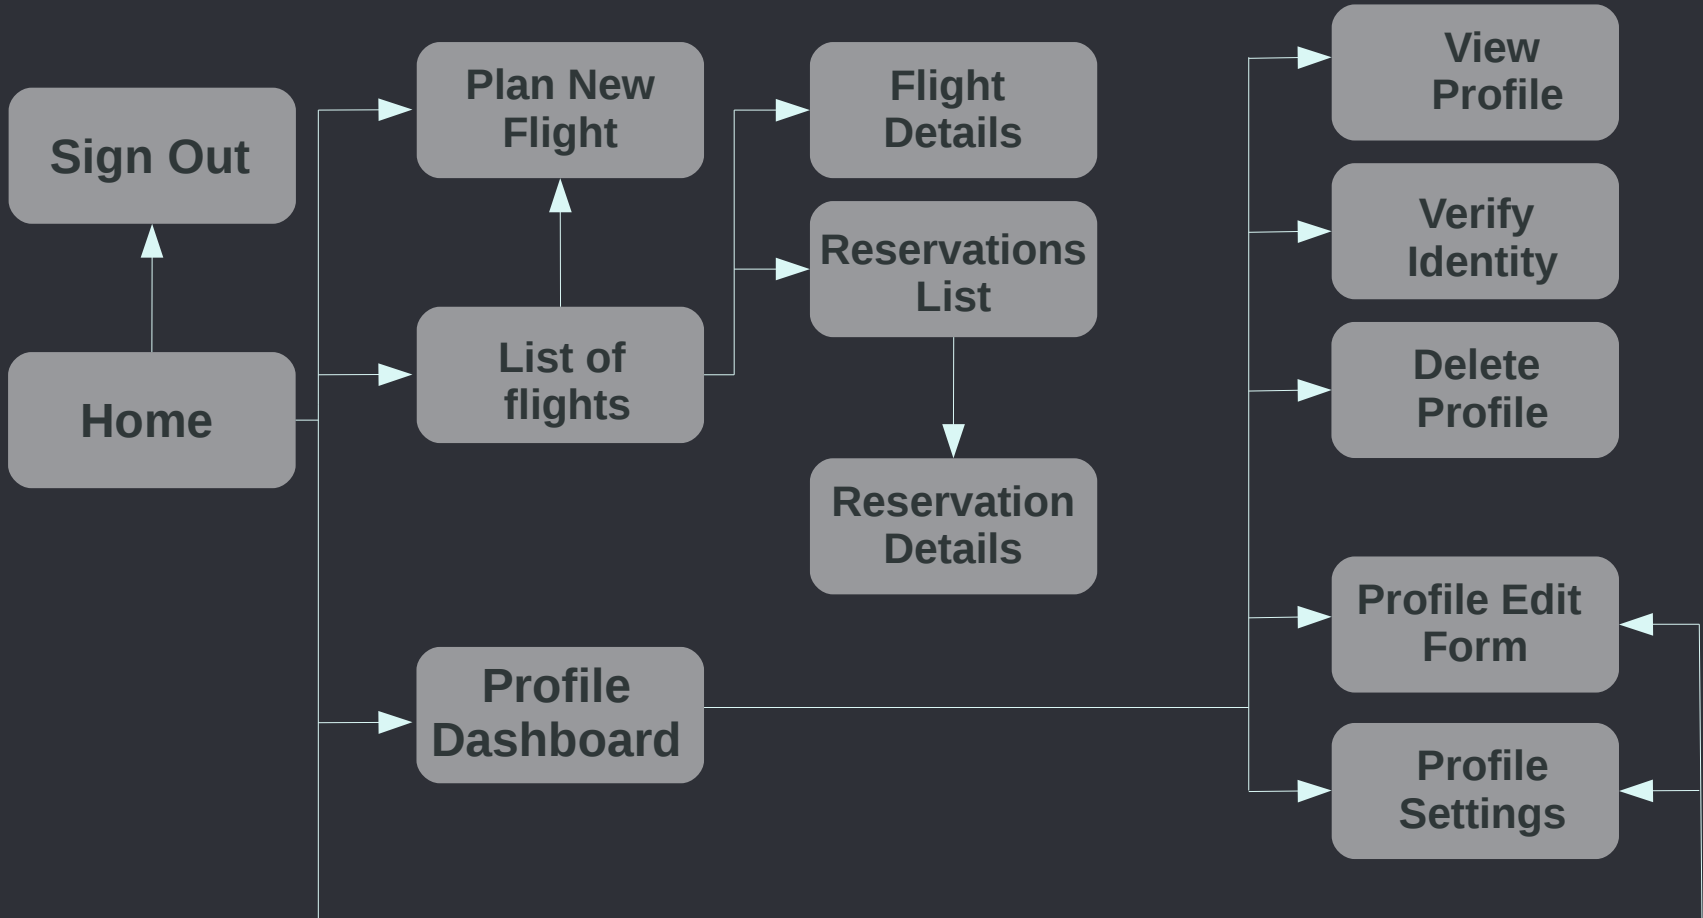 Sign Out
Home
Plan New
Flight
List of
flights
Profile
Dashboard
Flight
Details
Reservations
List
Reservation
Details
View
Profile
Verify
Identity
Delete
Profile
Profile Edit
Form
Profile
Settings